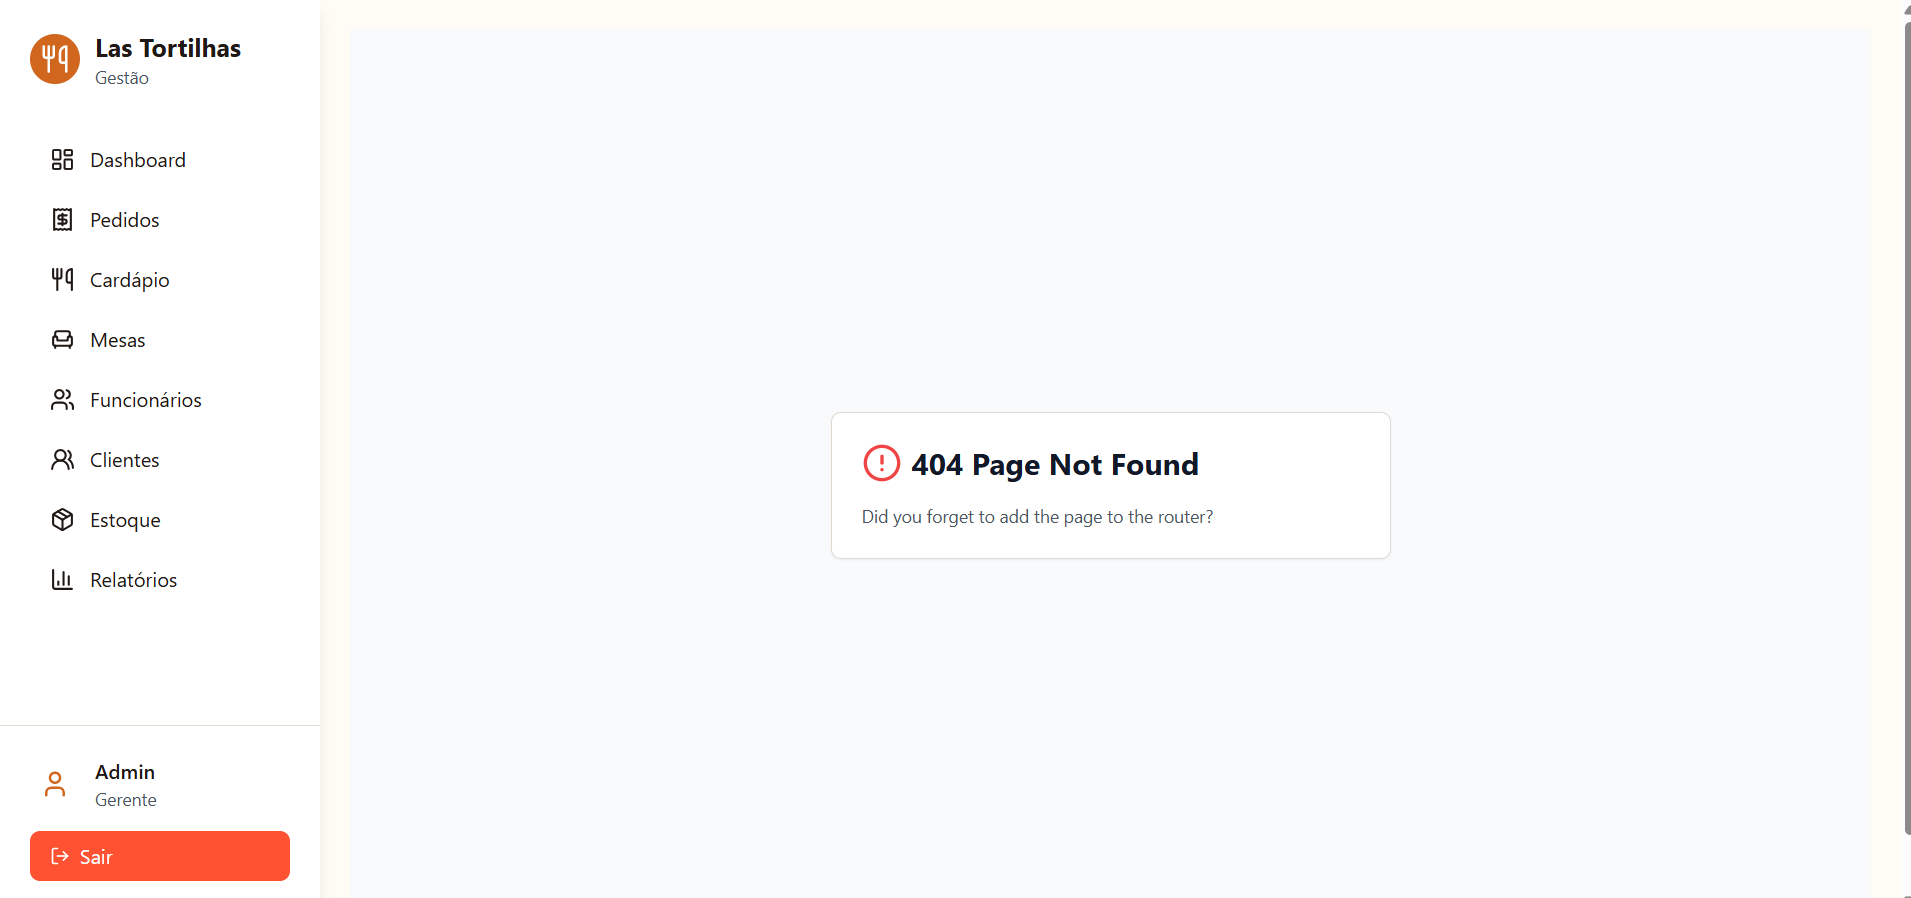 Las Tortilhas
Gestão
Dashboard
Pedidos
Cardápio
Mesas
Funcionários
Clientes
Estoque
Relatórios
Admin
Gerente
Sair
404 Page Not Found
Did you forget to add the page to the router?